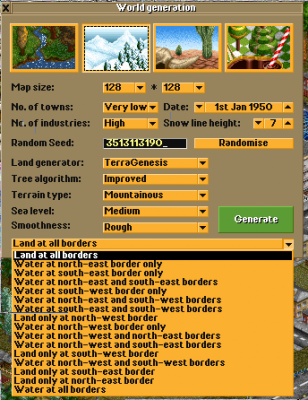 World generation
Map size: 128 * 128
No. of towns: Very low Date: 1st Jan 1950
Nr. of industries: High Snow line height: 7
Random Seed: 3513113190_ Randomise
Land generator: TerraGenesis
Tree algorithm: Improved
Terrain type: Mountainous
Sea level: Medium
Generate
Smoothness: Rough
Land at all borders
Land at all borders
Water at north-east border only
Water at south-east border only
Water at north-east and south-east borders
Water at south-west border only
Water at north-east and south-west borders
Water at south-east and south-west borders
Land only at north-west border
Water at north-west border only
Water at north-west and north-east borders
Water at north-west and south-east borders
Land only at south-west border
Water at north-west and south-west borders
Land only at south-east border
Land only at north-east border
Water at all borders